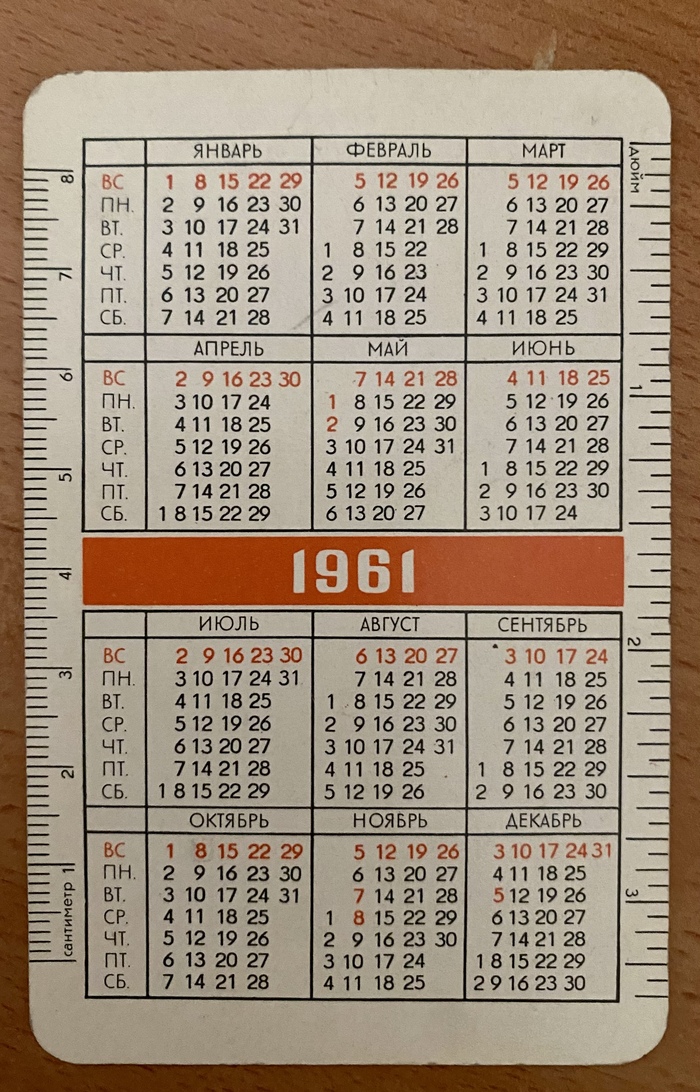 ЯНВАРЬ ФЕВРАЛЬ МАРТ дюйм
8 ВС 1 8 15 22 29 5 12 19 26 5 12 19 26
ПН. 2 9 16 23 30 6 13 20 27 6 13 20 27
ВТ. 3 10 17 24 31 7 14 21 28 7 14 21 28
СР. 4 11 18 25 1 8 15 22 1 8 15 22 29
7 ЧТ. 5 12 19 26 2 9 16 23 2 9 16 23 30
ПТ. 6 13 20 27 3 10 17 24 3 10 17 24 31
СБ. 7 14 21 28 4 11 18 25 4 11 18 25
АПРЕЛЬ МАЙ ИЮНЬ
6 ВС 2 9 16 23 30 7 14 21 28 4 11 18 25 1
ПН. 3 10 17 24 1 8 15 22 29 5 12 19 26
ВТ. 4 11 18 25 2 9 16 23 30 6 13 20 27
СР. 5 12 19 26 3 10 17 24 31 7 14 21 28
5 ЧТ. 6 13 20 27 4 11 18 25 1 8 15 22 29
ПТ. 7 14 21 28 5 12 19 26 2 9 16 23 30
СБ. 1 8 15 22 29 6 13 20 27 3 10 17 24
4 1961
ИЮЛЬ АВГУСТ СЕНТЯБРЬ 2
ВС 2 9 16 23 30 6 13 20 27 3 10 17 24
3 ПН. 3 10 17 24 31 7 14 21 28 4 11 18 25
ВТ. 4 11 18 25 1 8 15 22 29 5 12 19 26
СР. 5 12 19 26 2 9 16 23 30 6 13 20 27
ЧТ. 6 13 20 27 3 10 17 24 31 7 14 21 28
2 ПТ. 7 14 21 28 4 11 18 25 1 8 15 22 29
СБ. 1 8 15 22 29 5 12 19 26 2 9 16 23 30
ОКТЯБРЬ НОЯБРЬ ДЕКАБРЬ
ВС 1 8 15 22 29 5 12 19 26 3 10 17 24 31
1 ПН. 2 9 16 23 30 6 13 20 27 4 11 18 25
ВТ. 3 10 17 24 31 7 14 21 28 5 12 19 26 3
СР. 4 11 18 25 1 8 15 22 29 6 13 20 27
ЧТ. 5 12 19 26 2 9 16 23 30 7 14 21 28
ПТ. 6 13 20 27 3 10 17 24 1 8 15 22 29
СБ. 7 14 21 28 4 11 18 25 2 9 16 23 30
сантиметр